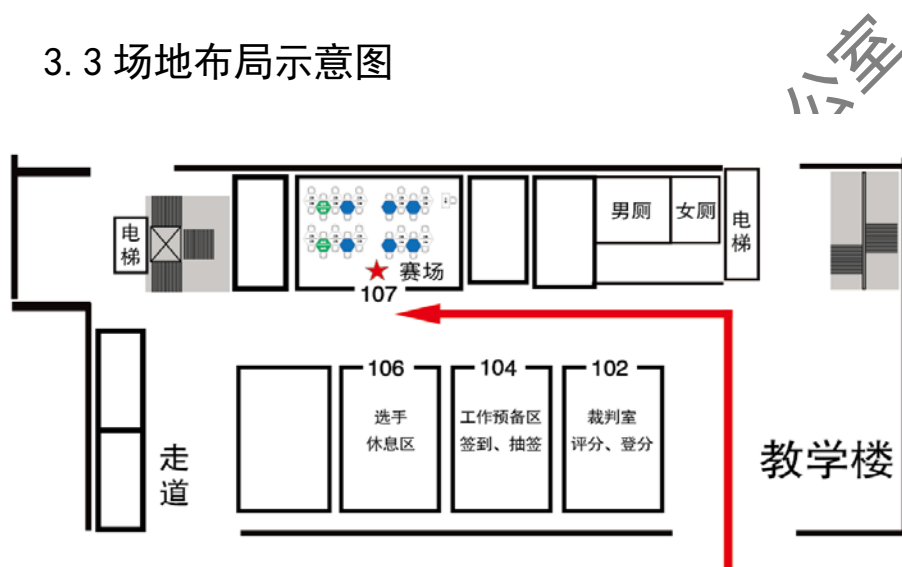 3.3 场地布局示意图
公室
男厕
女厕
电梯
电梯
赛场
107
106
选手
休息区
104
工作预备区
签到、抽签
102
裁判室
评分、登分
走道
教学楼